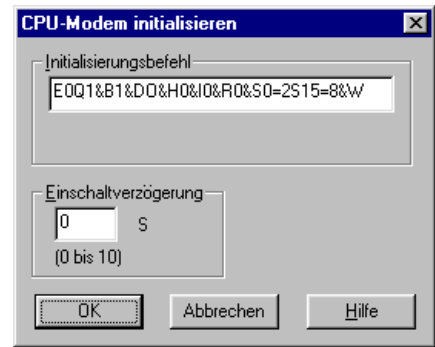 CPU-Modem initialisieren
Initialisierungsbefehl
E0Q1&B1&D0&H0&I0&R0&S0=2S15=8&W
Einschaltverzögerung
0 S
(0 bis 10)
OK Abbrechen Hilfe